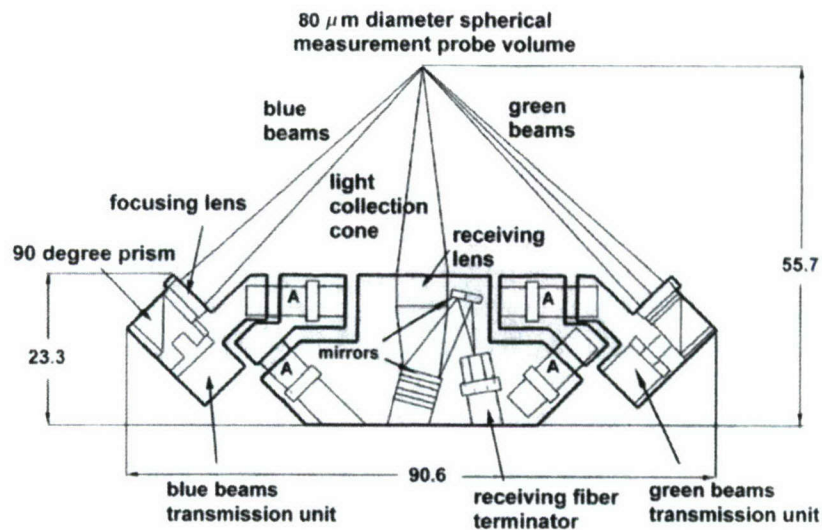 80 μm diameter spherical
measurement probe volume
blue
beams
green
beams
focusing lens
light
collection
cone
90 degree prism
receiving
lens
A
A
55.7
23.3
mirrors
A
A
90.6
blue beams
transmission unit
receiving fiber
terminator
green beams
transmission unit